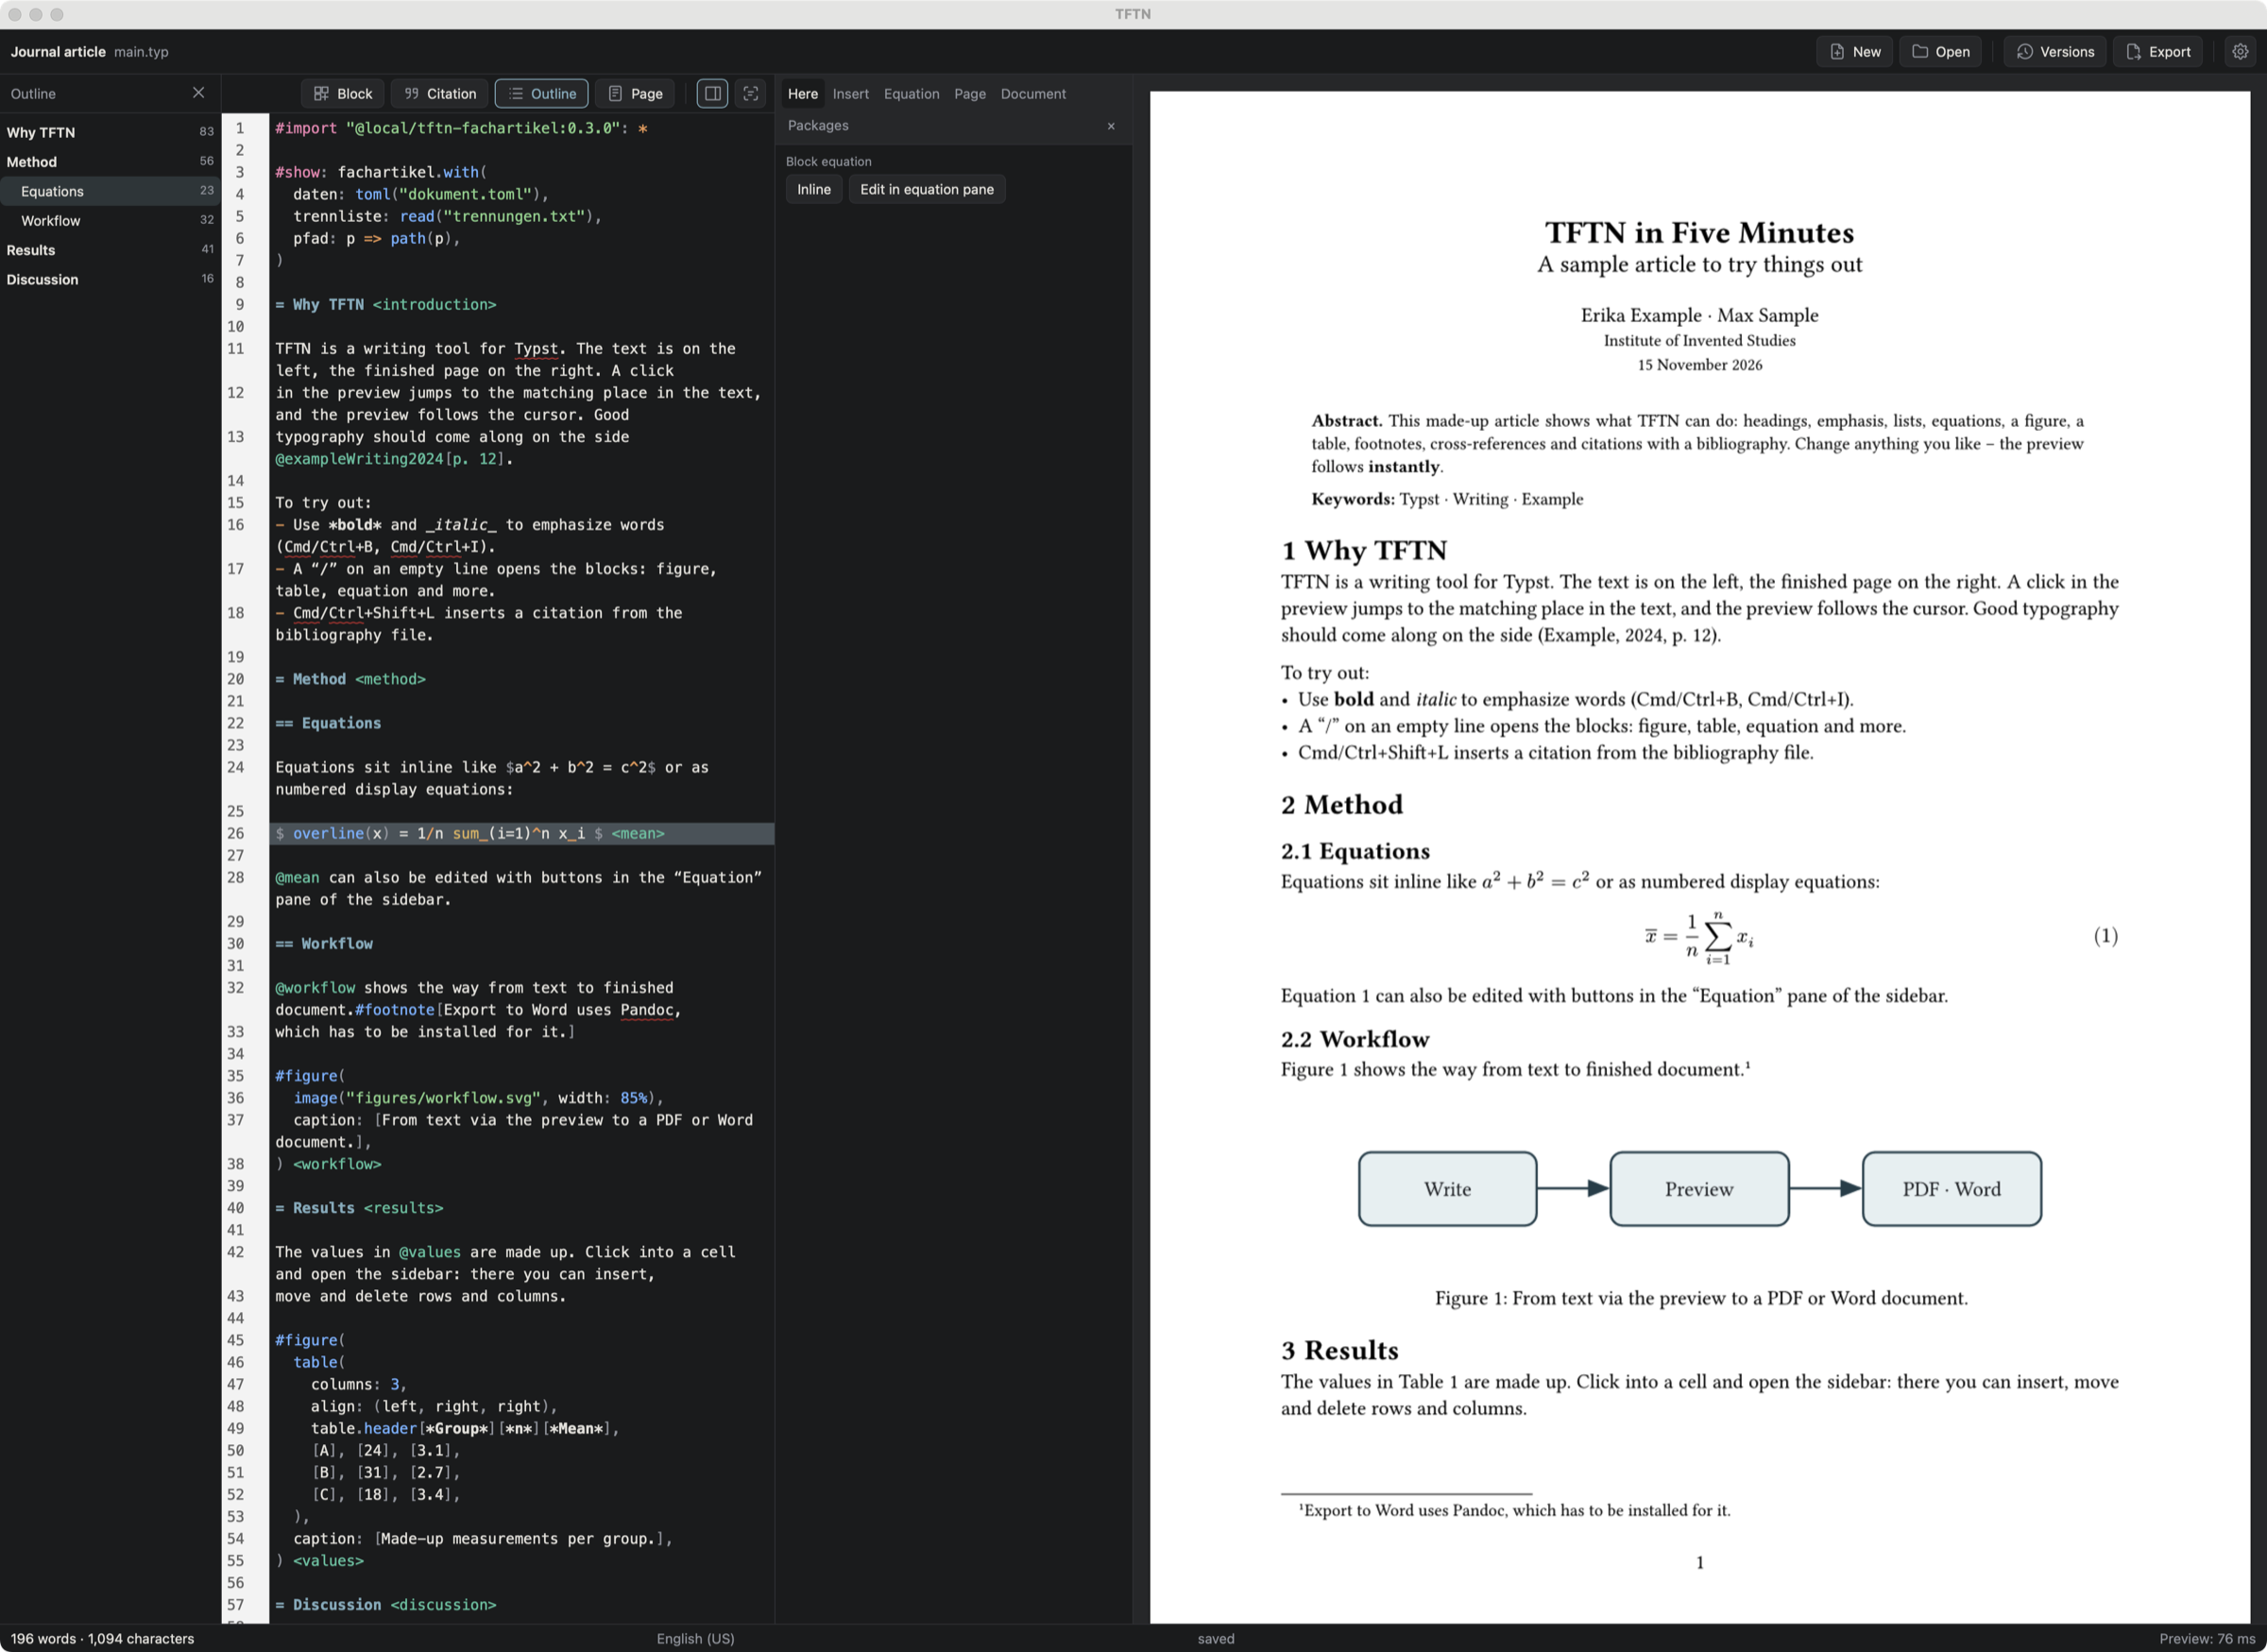 TFTN
Journal article main.typ
New Open Versions Export
Outline
Block Citation Outline Page
Here Insert Equation Page Document
Packages
Why TFTN 83
Method 56
Equations 23
Workflow 32
Results 41
Discussion 16
1 #import "@local/tftn-fachartikel:0.3.0": *
2
3 #show: fachartikel.with(
4 daten: toml("dokument.toml"),
5 trennliste: read("trennungen.txt"),
6 pfad: p => path(p),
7 )
8
9 = Why TFTN <introduction>
10
11 TFTN is a writing tool for Typst. The text is on the
left, the finished page on the right. A click
12 in the preview jumps to the matching place in the text,
and the preview follows the cursor. Good
13 typography should come along on the side
@exampleWriting2024[p. 12].
14
15 To try out:
16 - Use *bold* and _italic_ to emphasize words
(Cmd/Ctrl+B, Cmd/Ctrl+I).
17 - A “/” on an empty line opens the blocks: figure,
table, equation and more.
18 - Cmd/Ctrl+Shift+L inserts a citation from the
bibliography file.
19
20 = Method <method>
21
22 == Equations
23
24 Equations sit inline like $a^2 + b^2 = c^2$ or as
numbered display equations:
25
26 $ overline(x) = 1/n sum_(i=1)^n x_i $ <mean>
27
28 @mean can also be edited with buttons in the “Equation”
pane of the sidebar.
29
30 == Workflow
31
32 @workflow shows the way from text to finished
document.#footnote[Export to Word uses Pandoc,
33 which has to be installed for it.]
34
35 #figure(
36 image("figures/workflow.svg", width: 85%),
37 caption: [From text via the preview to a PDF or Word
document.],
38 ) <workflow>
39
40 = Results <results>
41
42 The values in @values are made up. Click into a cell
and open the sidebar: there you can insert,
43 move and delete rows and columns.
44
45 #figure(
46 table(
47 columns: 3,
48 align: (left, right, right),
49 table.header[*Group*][*n*][*Mean*],
50 [A], [24], [3.1],
51 [B], [31], [2.7],
52 [C], [18], [3.4],
53 ),
54 caption: [Made-up measurements per group.],
55 ) <values>
56
57 = Discussion <discussion>
Block equation
Inline Edit in equation pane
TFTN in Five Minutes
A sample article to try things out
Erika Example · Max Sample
Institute of Invented Studies
15 November 2026
Abstract. This made-up article shows what TFTN can do: headings, emphasis, lists, equations, a figure, a
table, footnotes, cross-references and citations with a bibliography. Change anything you like – the preview
follows instantly.
Keywords: Typst · Writing · Example
1 Why TFTN
TFTN is a writing tool for Typst. The text is on the left, the finished page on the right. A click in the
preview jumps to the matching place in the text, and the preview follows the cursor. Good typography
should come along on the side (Example, 2024, p. 12).
To try out:
• Use bold and italic to emphasize words (Cmd/Ctrl+B, Cmd/Ctrl+I).
• A “/” on an empty line opens the blocks: figure, table, equation and more.
• Cmd/Ctrl+Shift+L inserts a citation from the bibliography file.
2 Method
2.1 Equations
Equations sit inline like a² + b² = c² or as numbered display equations:
x̅ = 1/n ∑ᵢ₌₁ⁿ xᵢ (1)
Equation 1 can also be edited with buttons in the “Equation” pane of the sidebar.
2.2 Workflow
Figure 1 shows the way from text to finished document.¹
Write Preview PDF · Word
Figure 1: From text via the preview to a PDF or Word document.
3 Results
The values in Table 1 are made up. Click into a cell and open the sidebar: there you can insert, move
and delete rows and columns.
¹Export to Word uses Pandoc, which has to be installed for it.
1
196 words · 1,094 characters English (US) saved Preview: 76 ms